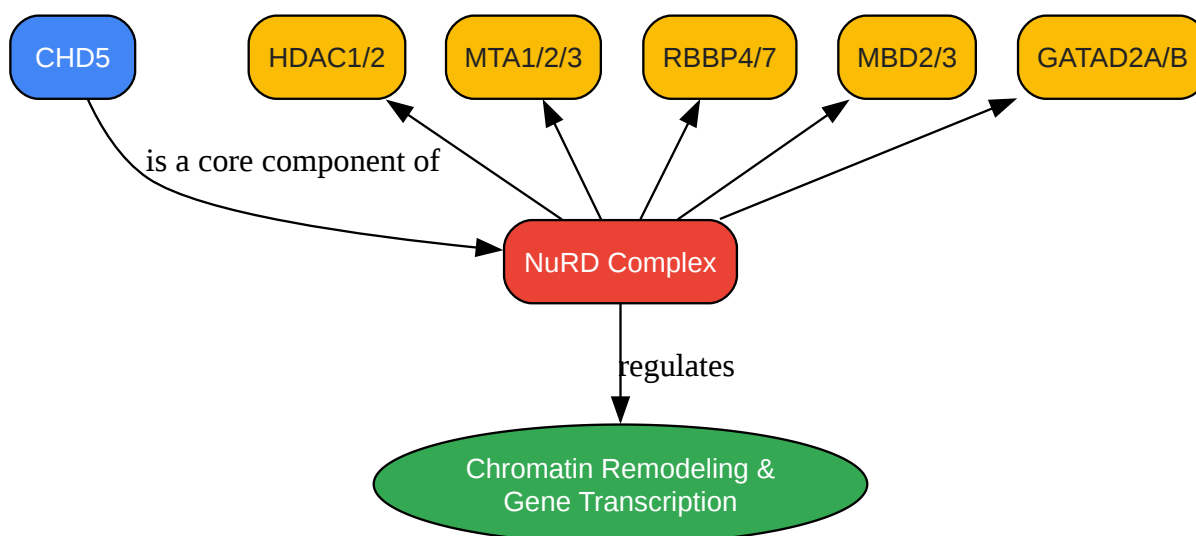 CHD5
HDAC1/2
MTA1/2/3
RBBP4/7
MBD2/3
GATAD2A/B
is a core component of
NuRD Complex
regulates
Chromatin Remodeling &
Gene Transcription